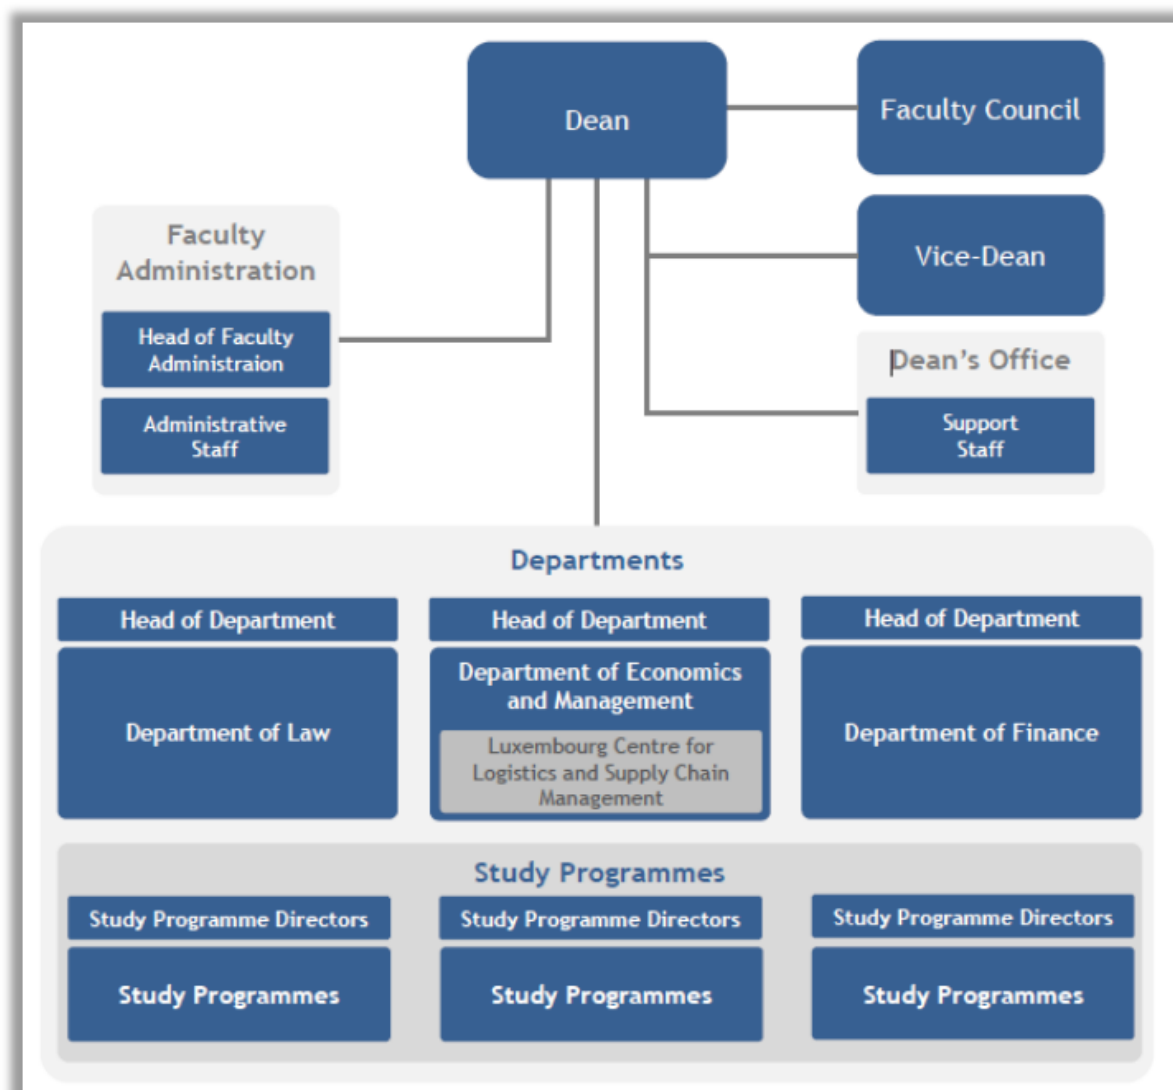 Dean
Faculty Council
Vice-Dean
Faculty
Administration
Head of Faculty
Administraion
Administrative
Staff
Dean's Office
Support
Staff
Departments
Head of Department
Department of Law
Head of Department
Department of Economics
and Management
Luxembourg Centre for
Logistics and Supply Chain
Management
Head of Department
Department of Finance
Study Programmes
Study Programme Directors
Study Programmes
Study Programme Directors
Study Programmes
Study Programme Directors
Study Programmes